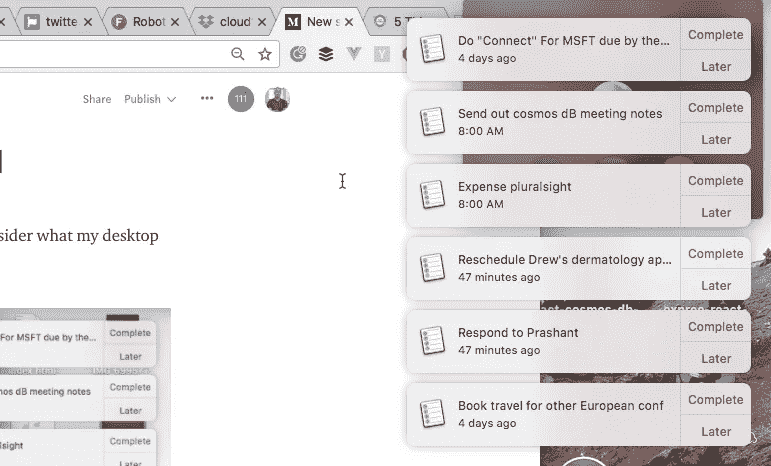 twitte
Robot
cloud
New s
5 Ti
Share Publish
111
sider what my desktop
For MSFT due by the...
Complete
Later
mos dB meeting notes
Complete
Later
alsight
Complete
Do "Connect" For MSFT due by the...
4 days ago
Complete
Later
Send out cosmos dB meeting notes
8:00 AM
Complete
Later
Expense pluralsight
8:00 AM
Complete
Later
Reschedule Drew's dermatology ap...
47 minutes ago
Complete
Later
Respond to Prashant
47 minutes ago
Complete
Later
Book travel for other European conf
4 days ago
Complete
Later